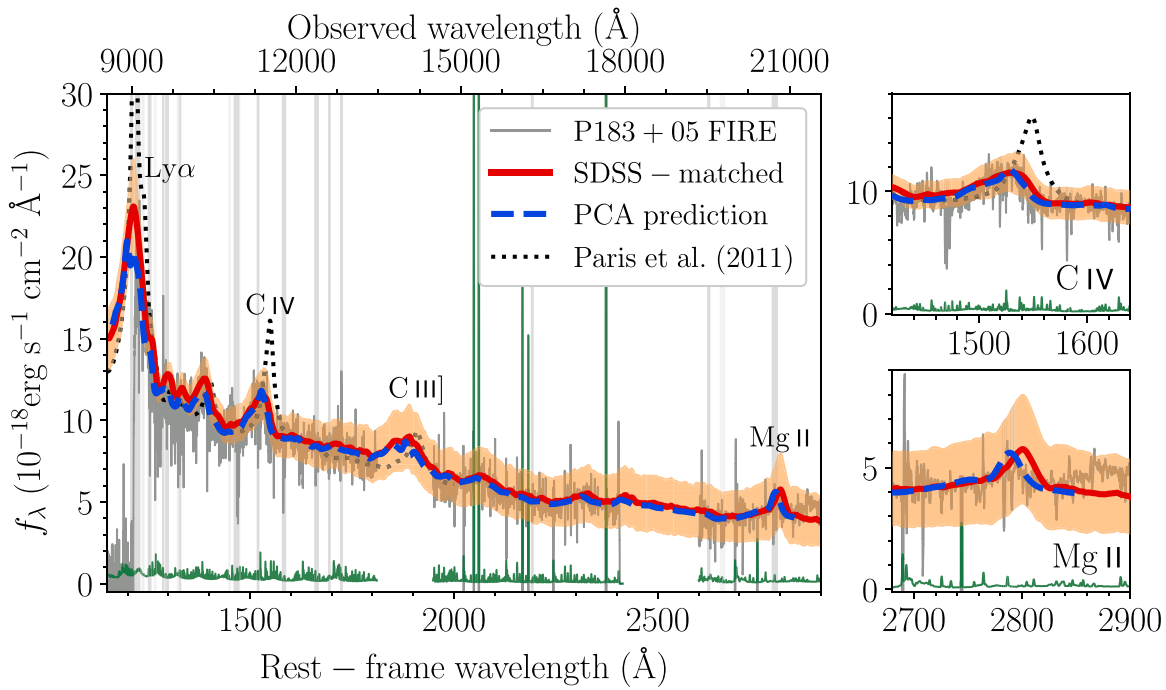 Observed wavelength (Å)
9000 12000 15000 18000 21000
30
25
20
15
10
5
0
f_λ (10⁻¹⁸erg s⁻¹ cm⁻² Å⁻¹)
Lyα
C IV
C III]
Mg II
P183 + 05 FIRE
SDSS − matched
PCA prediction
Paris et al. (2011)
1500 2000 2500
Rest − frame wavelength (Å)
10
0
C IV
1500 1600
5
0
Mg II
2700 2800 2900